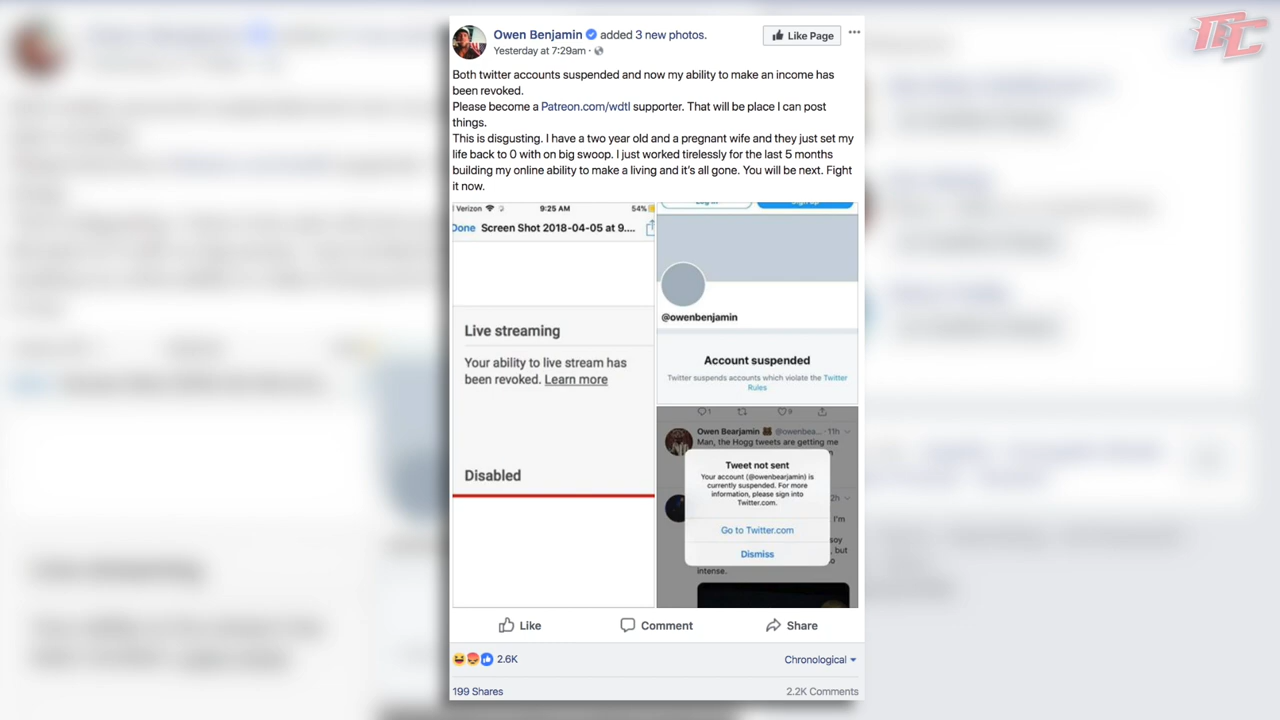 Owen Benjamin added 3 new photos.
Like Page
Yesterday at 7:29am
Both twitter accounts suspended and now my ability to make an income has
been revoked.
Please become a Patreon.com/wdtl supporter. That will be place I can post
things.
This is disgusting. I have a two year old and a pregnant wife and they just set my
life back to 0 with on big swoop. I just worked tirelessly for the last 5 months
building my online ability to make a living and it's all gone. You will be next. Fight
it now.
Verizon 9:25 AM 54%
Done Screen Shot 2018-04-05 at 9....
Live streaming
Your ability to live stream has
been revoked. Learn more
Disabled
@owenbenjamin
Account suspended
Twitter suspends accounts which violate the Twitter
Rules
1 9
Owen Bearjamin @owenbea... · 11h
Man, the Hogg tweets are getting me
Tweet not sent
Your account (@owenbearjamin) is
currently suspended. For more
information, please sign into
Twitter.com.
Go to Twitter.com
Dismiss
2h
I'm
soy
, but
intense.
Like
Comment
Share
2.6K
Chronological
199 Shares
2.2K Comments